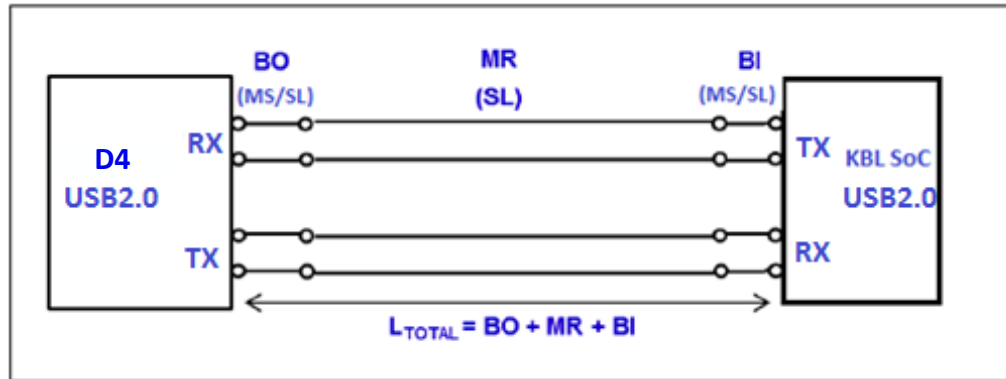 BO
(MS/SL)
MR
(SL)
BI
(MS/SL)
D4
USB2.0
RX
TX
TX
RX
KBL SoC
USB2.0
LTOTAL = BO + MR + BI